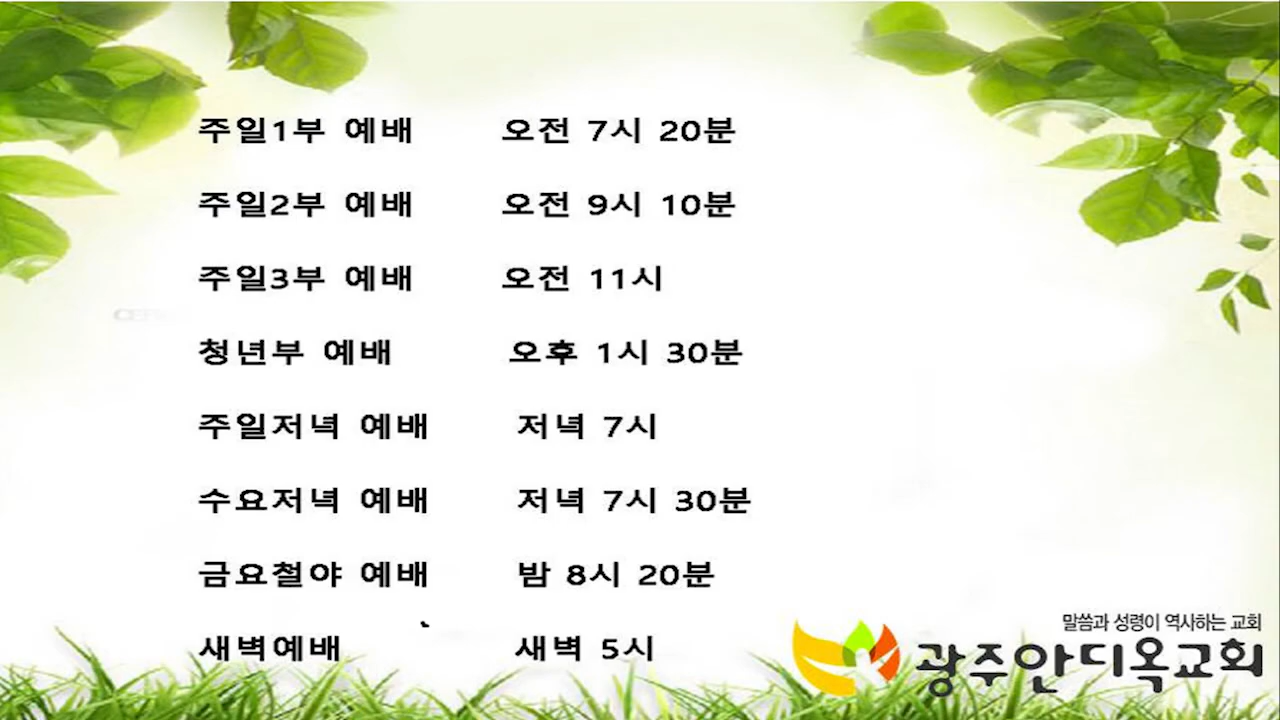 주일1부 예배 오전 7시 20분
주일2부 예배 오전 9시 10분
주일3부 예배 오전 11시
청년부 예배 오후 1시 30분
주일저녁 예배 저녁 7시
수요저녁 예배 저녁 7시 30분
금요철야 예배 밤 8시 20분
새벽예배 새벽 5시
말씀과 성령이 역사하는 교회
광주안디옥교회